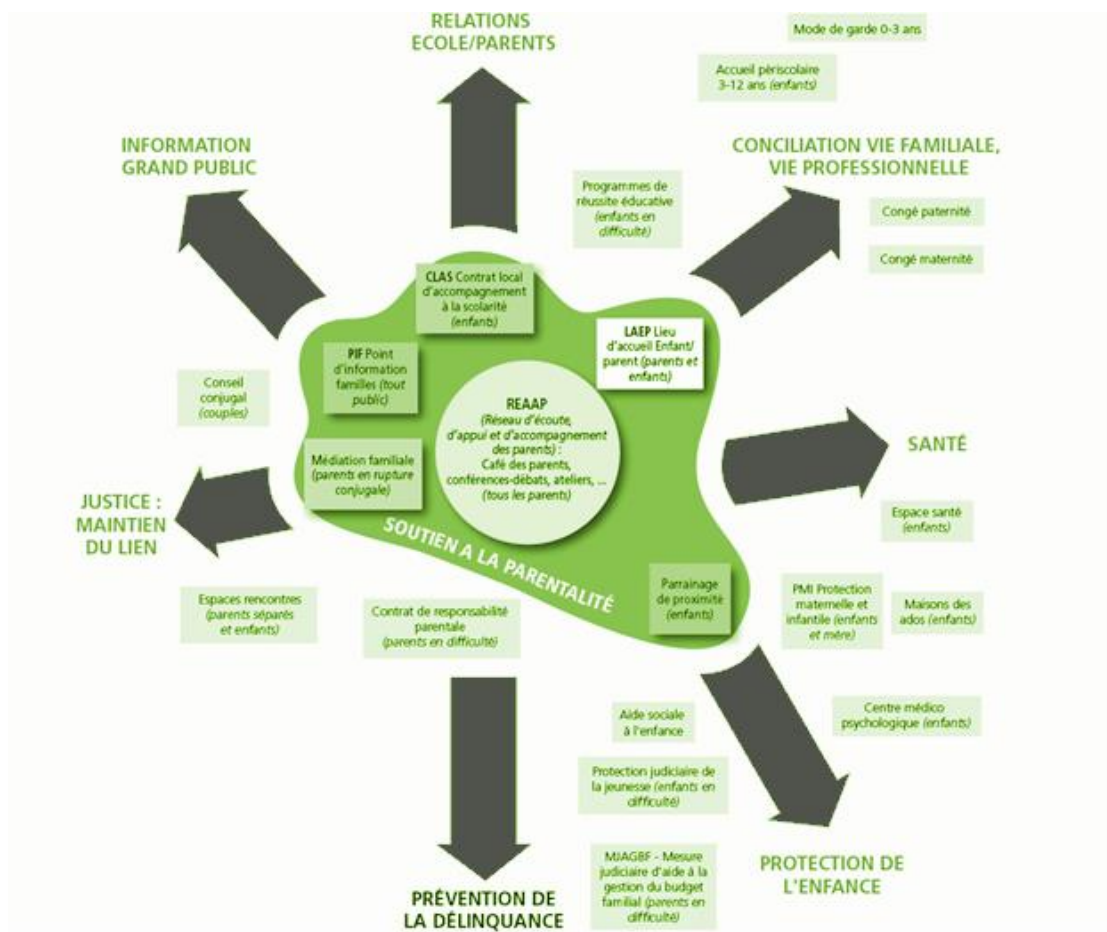 RELATIONS
ECOLE/PARENTS
Mode de garde 0-3 ans
Accueil périscolaire
3-12 ans (enfants)
INFORMATION
GRAND PUBLIC
CONCILIATION VIE FAMILIALE,
VIE PROFESSIONNELLE
Programmes de
réussite éducative
(enfants en
difficulté)
Congé paternité
Congé maternité
CLAS Contrat local
d'accompagnement
à la scolarité
(enfants)
LAEP Lieu
d'accueil Enfant/
parent (parents et
enfants)
PIF Point
d'information
familles (tout
public)
Conseil
conjugal
(couples)
REAAP
(Réseau d'écoute,
d'appui et d'accompagnement
des parents) :
Café des parents,
conférences-débats, ateliers, ...
(tous les parents)
Médiation familiale
(parents en rupture
conjugale)
SANTÉ
JUSTICE :
MAINTIEN
DU LIEN
SOUTIEN A LA PARENTALITÉ
Espace santé
(enfants)
Espaces rencontres
(parents séparés
et enfants)
Contrat de responsabilité
parentale
(parents en difficulté)
Parrainage
de proximité
(enfants)
PMI Protection
maternelle et
infantile (enfants
et mère)
Maisons des
ados (enfants)
Centre médico
psychologique (enfants)
Aide sociale
à l'enfance
Protection judiciaire de
la jeunesse (enfants en
difficulté)
MJAGBF - Mesure
judiciaire d'aide à la
gestion du budget
familial (parents en
difficulté)
PROTECTION DE
L'ENFANCE
PRÉVENTION DE
LA DÉLINQUANCE